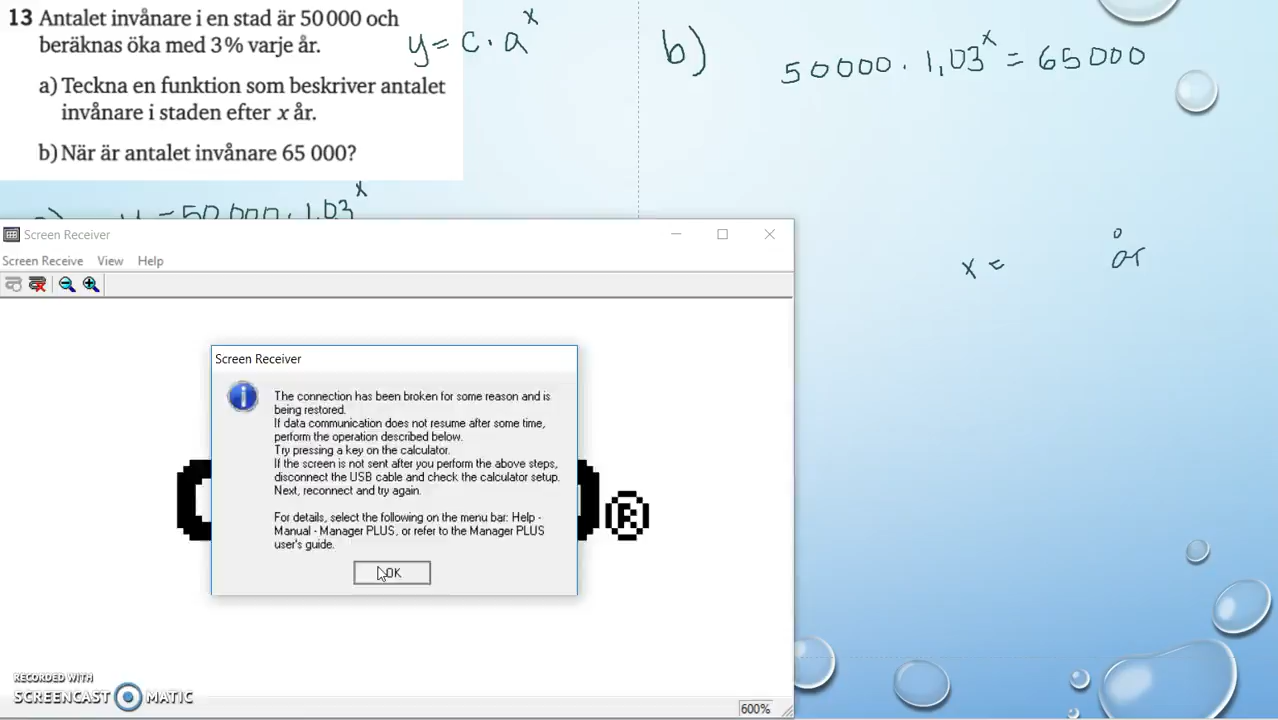 13 Antalet invånare i en stad är 50 000 och
beräknas öka med 3 % varje år.
a) Teckna en funktion som beskriver antalet
invånare i staden efter x år.
b) När är antalet invånare 65 000?
y = C · a^x
b) 50000 · 1,03^x = 65000
y = 50000 · 1,03^x
x = år
Screen Receiver
Screen Receive View Help
Screen Receiver
The connection has been broken for some reason and is
being restored.
If data communication does not resume after some time,
perform the operation described below.
Try pressing a key on the calculator.
If the screen is not sent after you perform the above steps,
disconnect the USB cable and check the calculator setup.
Next, reconnect and try again.
For details, select the following on the menu bar: Help -
Manual - Manager PLUS, or refer to the Manager PLUS
user's guide.
OK
®
RECORDED WITH
SCREENCAST MATIC
600%